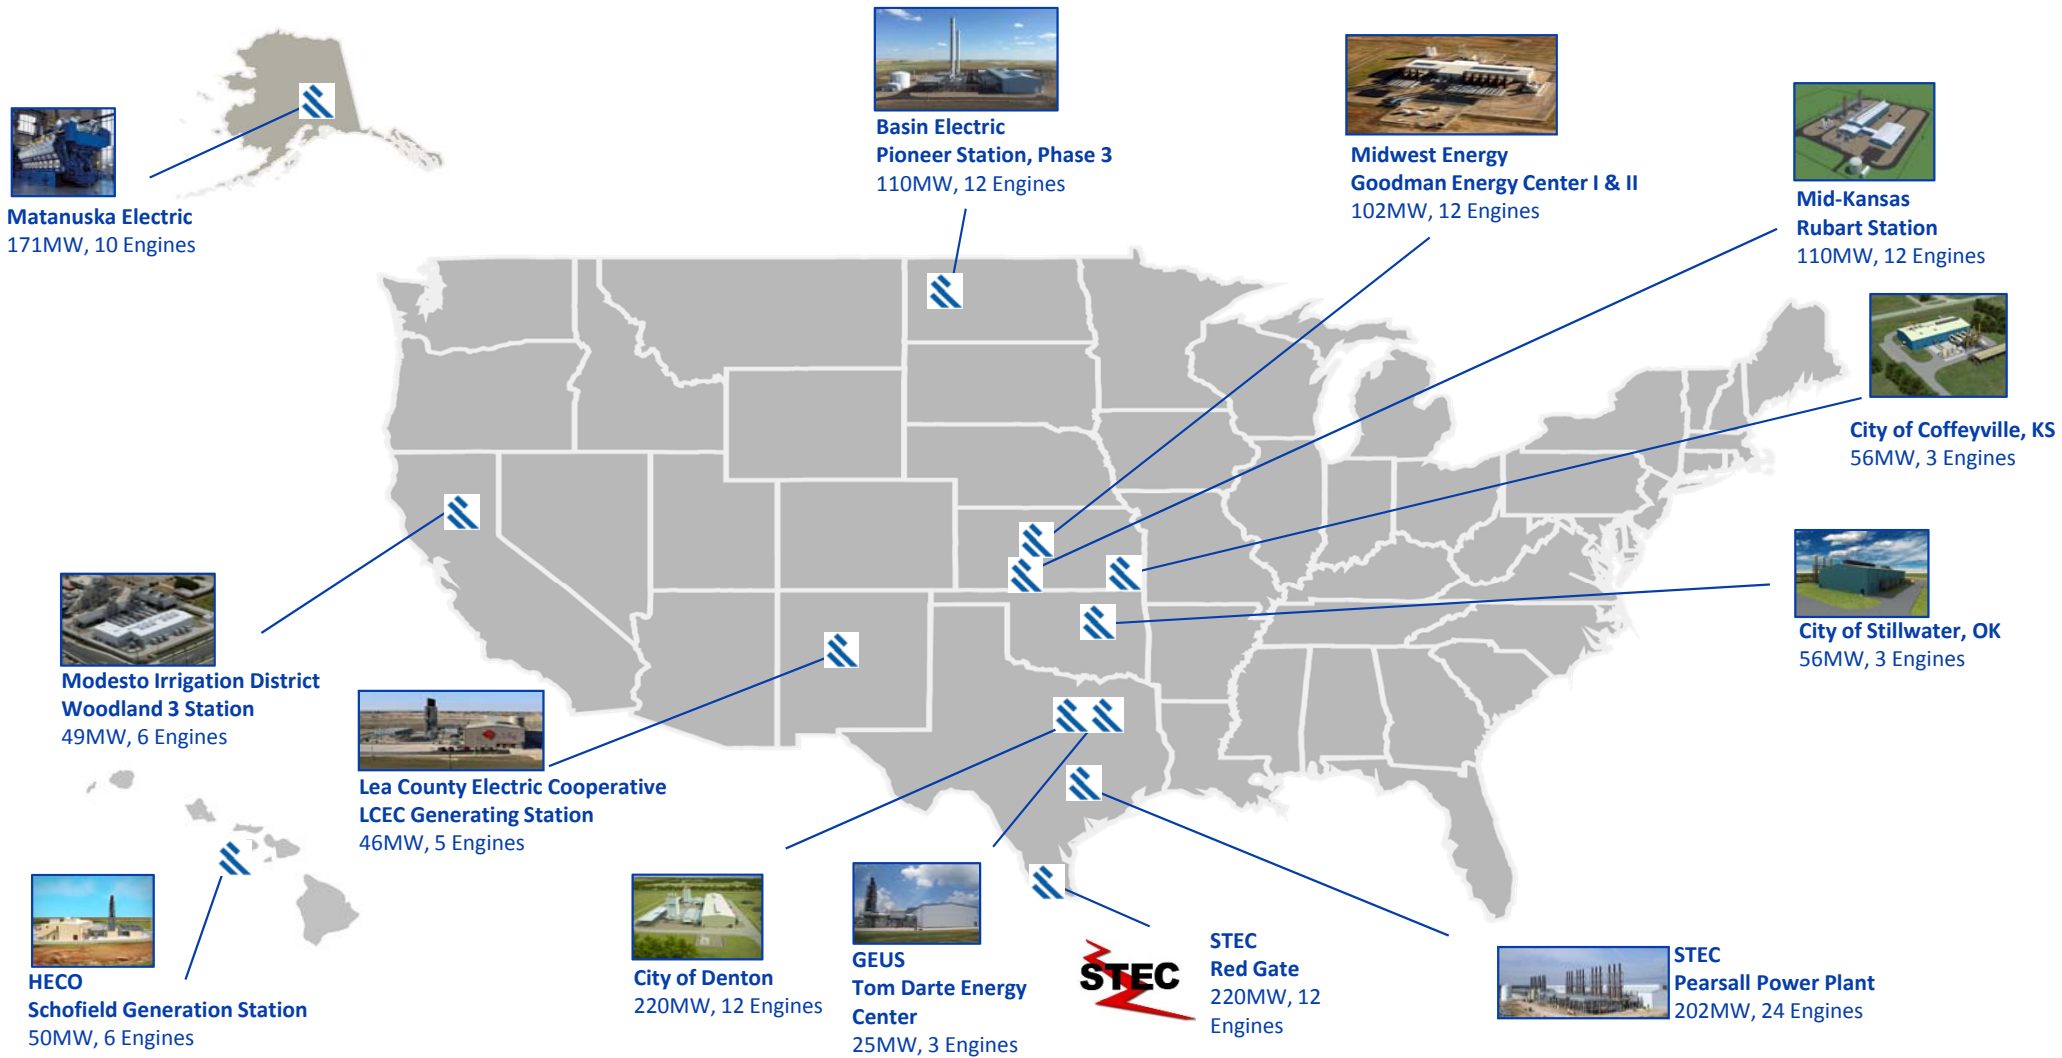 Basin Electric
Pioneer Station, Phase 3
110MW, 12 Engines
Midwest Energy
Goodman Energy Center I & II
102MW, 12 Engines
Mid-Kansas
Rubart Station
110MW, 12 Engines
Matanuska Electric
171MW, 10 Engines
City of Coffeyville, KS
56MW, 3 Engines
City of Stillwater, OK
56MW, 3 Engines
Modesto Irrigation District
Woodland 3 Station
49MW, 6 Engines
Lea County Electric Cooperative
LCEC Generating Station
46MW, 5 Engines
HECO
Schofield Generation Station
50MW, 6 Engines
City of Denton
220MW, 12 Engines
GEUS
Tom Darte Energy
Center
25MW, 3 Engines
STEC
STEC
Red Gate
220MW, 12
Engines
STEC
Pearsall Power Plant
202MW, 24 Engines